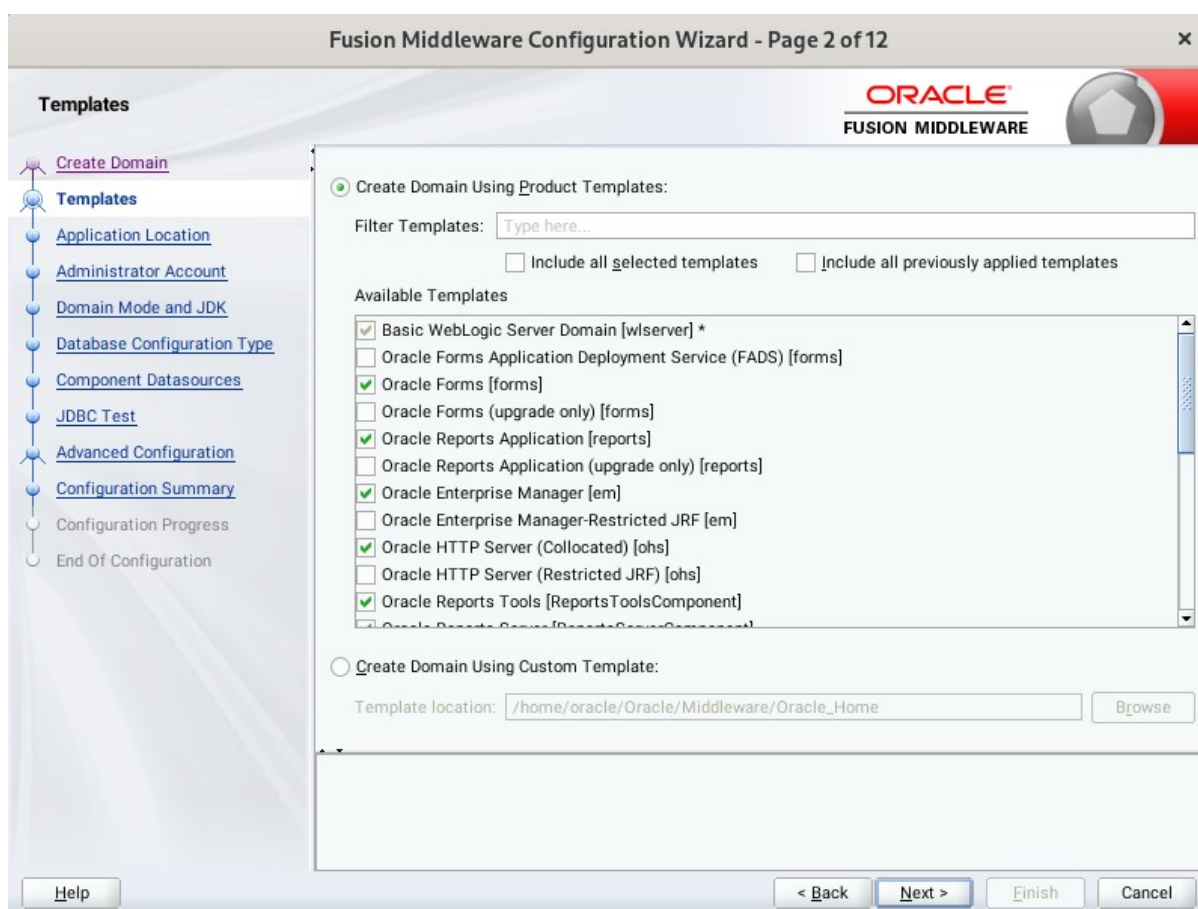 Fusion Middleware Configuration Wizard - Page 2 of 12
Templates
ORACLE
FUSION MIDDLEWARE
Create Domain
Templates
Application Location
Administrator Account
Domain Mode and JDK
Database Configuration Type
Component Datasources
JDBC Test
Advanced Configuration
Configuration Summary
Configuration Progress
End Of Configuration
Create Domain Using Product Templates:
Filter Templates: Type here...
Include all selected templates Include all previously applied templates
Available Templates
Basic WebLogic Server Domain [wlserver] *
Oracle Forms Application Deployment Service (FADS) [forms]
Oracle Forms [forms]
Oracle Forms (upgrade only) [forms]
Oracle Reports Application [reports]
Oracle Reports Application (upgrade only) [reports]
Oracle Enterprise Manager [em]
Oracle Enterprise Manager-Restricted JRF [em]
Oracle HTTP Server (Collocated) [ohs]
Oracle HTTP Server (Restricted JRF) [ohs]
Oracle Reports Tools [ReportsToolsComponent]
Oracle Reports Server [ReportsServerComponent]
Create Domain Using Custom Template:
Template location: /home/oracle/Oracle/Middleware/Oracle_Home Browse
Help < Back Next > Finish Cancel